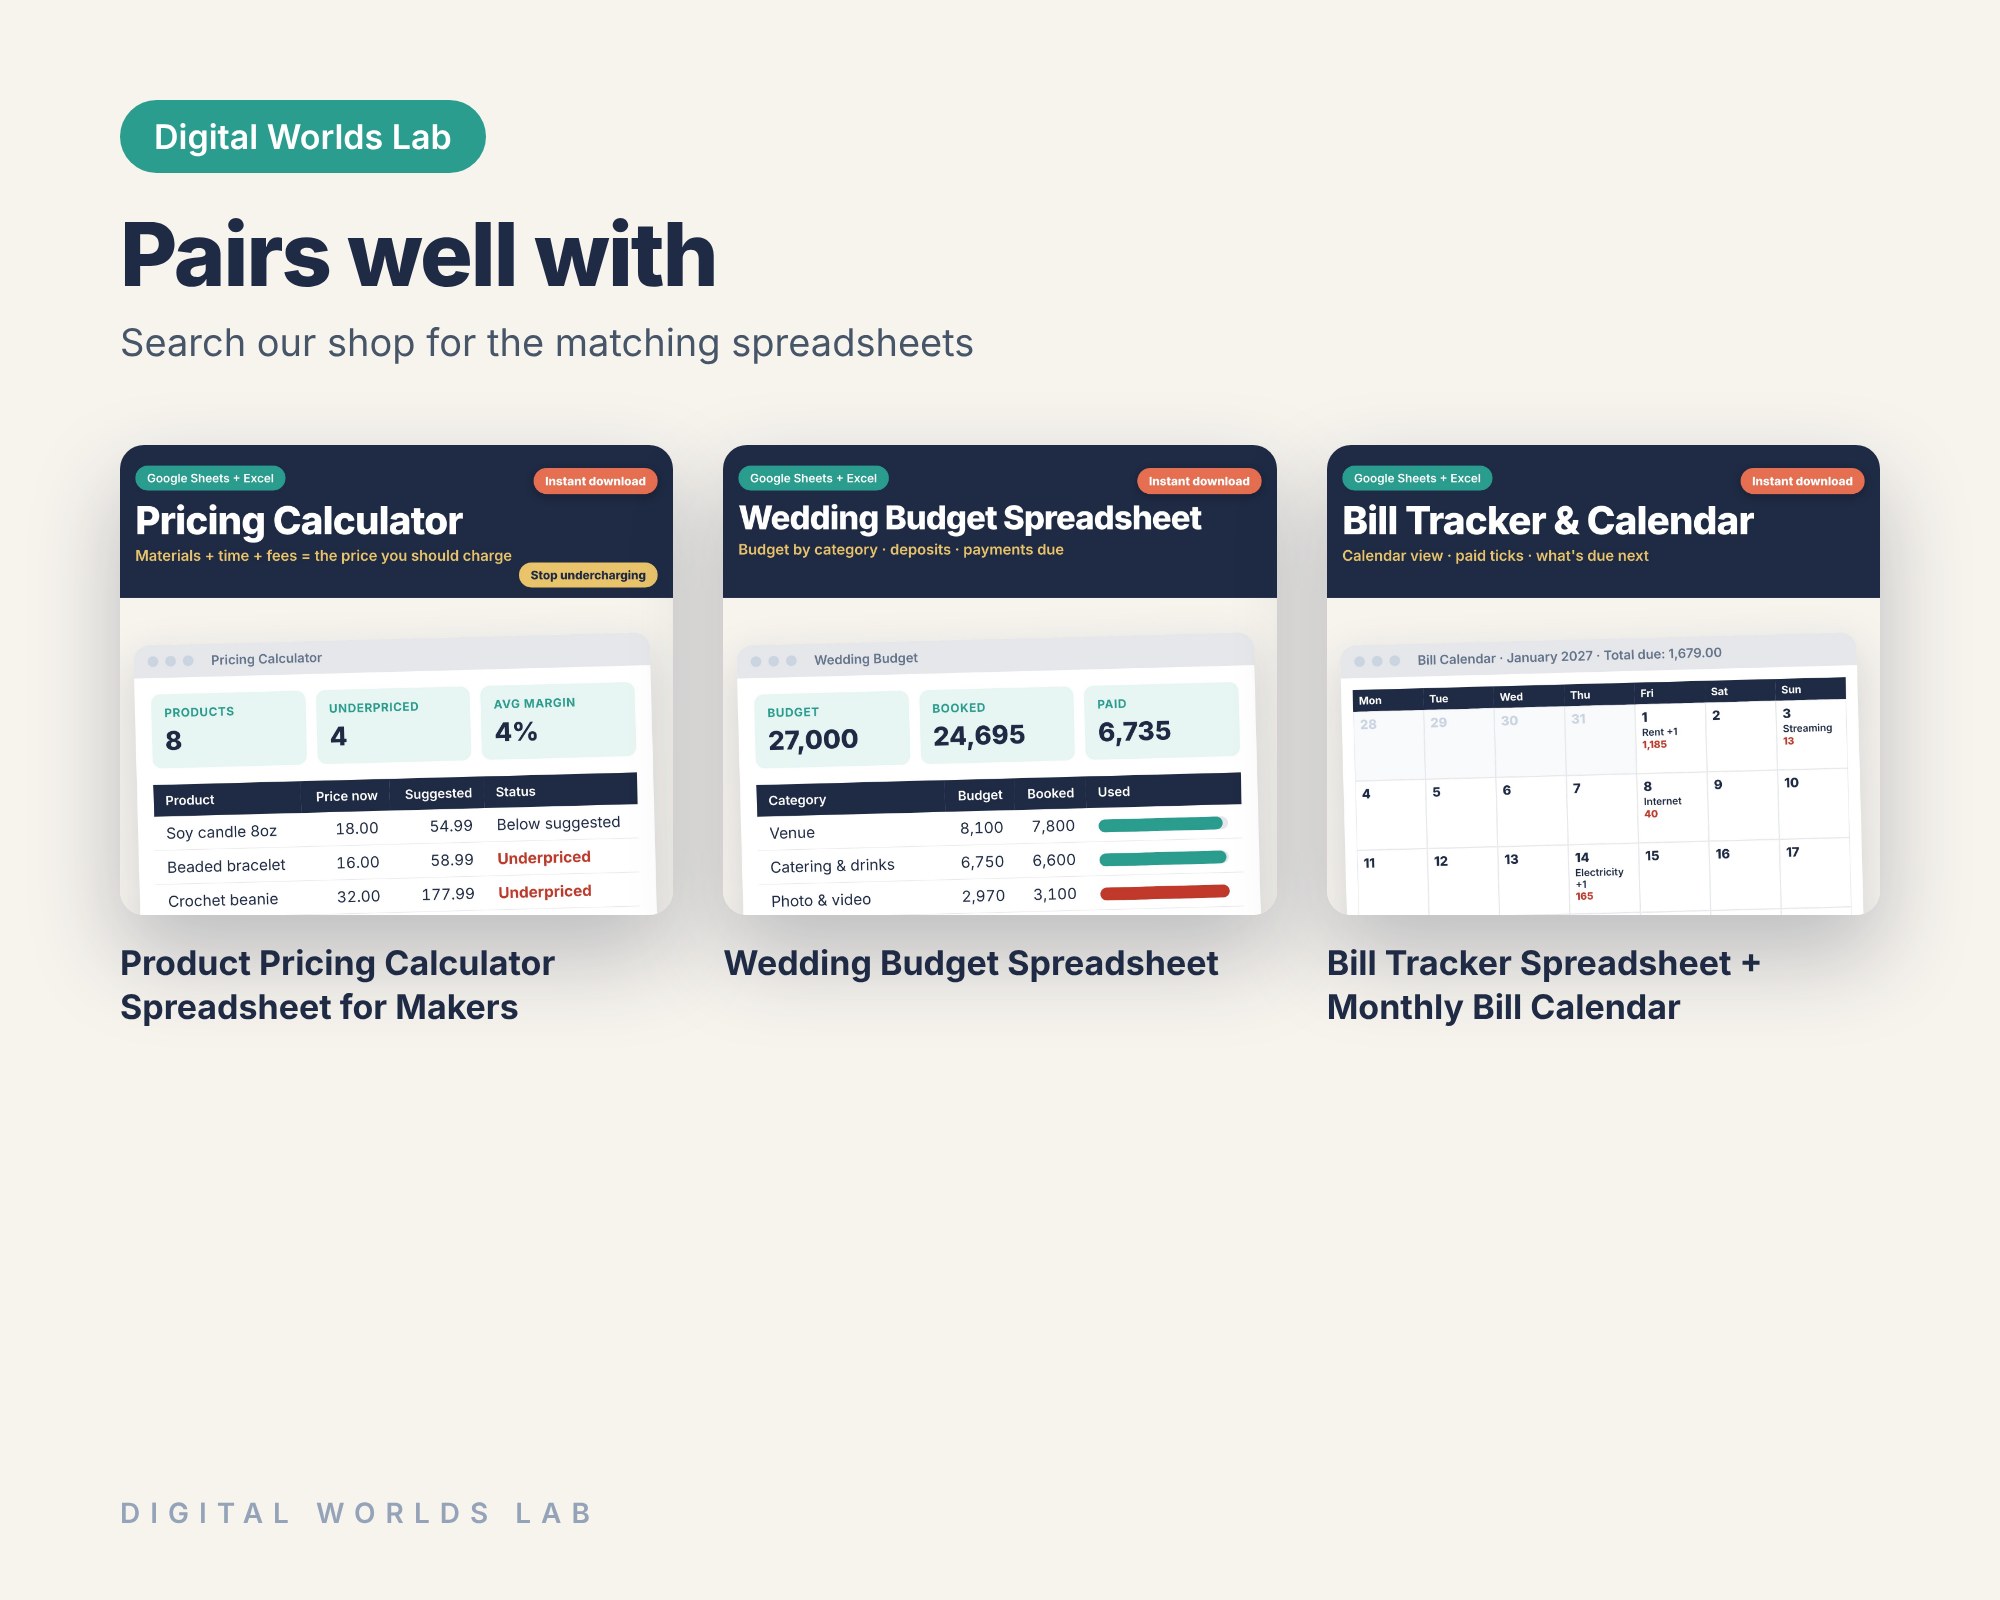 Digital Worlds Lab
Pairs well with
Search our shop for the matching spreadsheets
Google Sheets + Excel
Instant download
Pricing Calculator
Materials + time + fees = the price you should charge
Stop undercharging
Pricing Calculator
PRODUCTS UNDERPRICED AVG MARGIN
8 4 4%
Product Price now Suggested Status
Soy candle 8oz 18.00 54.99 Below suggested
Beaded bracelet 16.00 58.99 Underpriced
Crochet beanie 32.00 177.99 Underpriced
Product Pricing Calculator
Spreadsheet for Makers
Google Sheets + Excel
Instant download
Wedding Budget Spreadsheet
Budget by category · deposits · payments due
Wedding Budget
BUDGET BOOKED PAID
27,000 24,695 6,735
Category Budget Booked Used
Venue 8,100 7,800
Catering & drinks 6,750 6,600
Photo & video 2,970 3,100
Wedding Budget Spreadsheet
Google Sheets + Excel
Instant download
Bill Tracker & Calendar
Calendar view · paid ticks · what's due next
Bill Calendar · January 2027 · Total due: 1,679.00
Mon Tue Wed Thu Fri Sat Sun
28 29 30 31 1 2 3
Rent +1 Streaming
1,185 13
4 5 6 7 8 9 10
Internet
40
11 12 13 14 15 16 17
Electricity
+1
165
Bill Tracker Spreadsheet +
Monthly Bill Calendar
DIGITAL WORLDS LAB